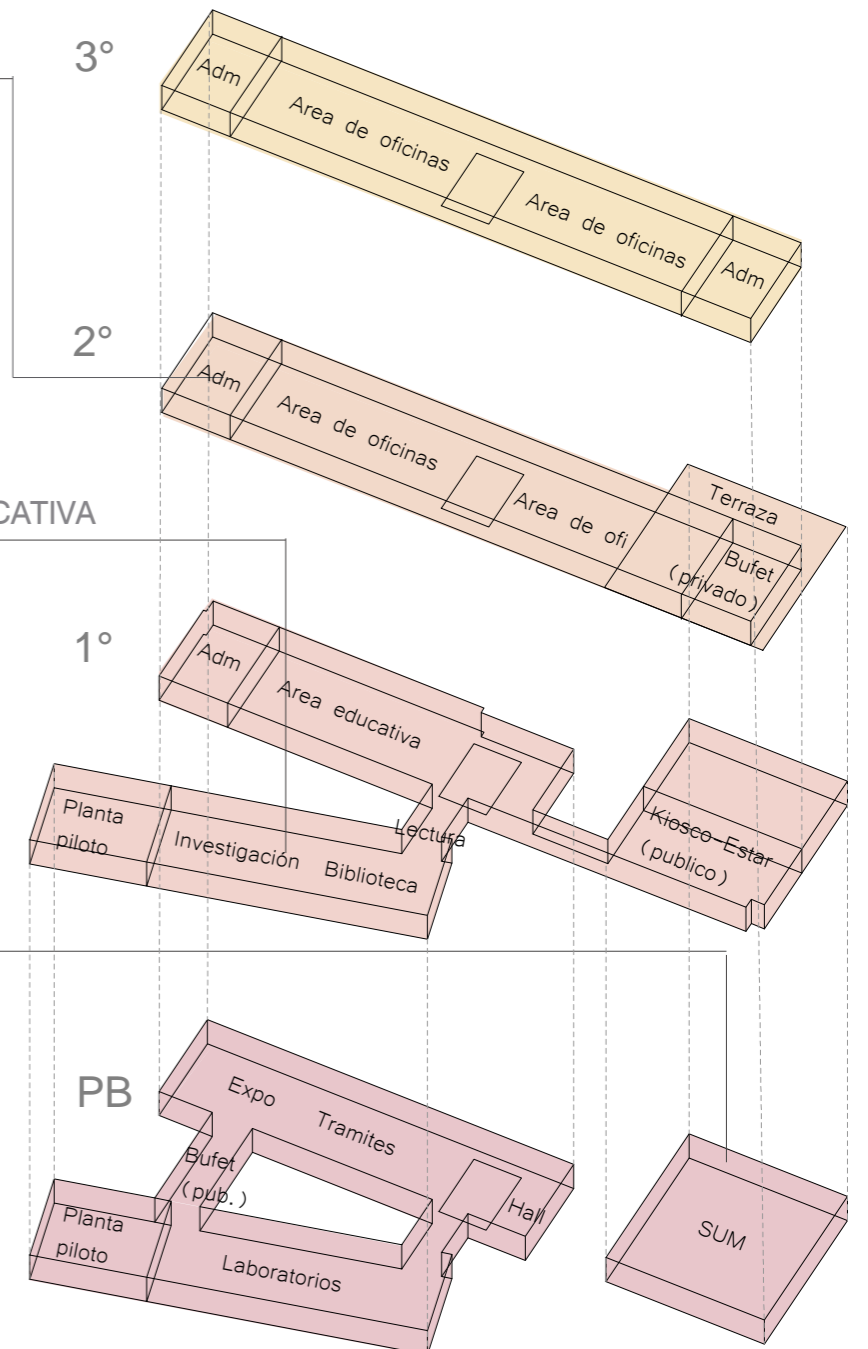 3°
Adm
Area de oficinas
Area de oficinas
Adm
2°
Adm
Area de oficinas
Area de ofi
Terraza
Bufet
(privado)
CATIVA
1°
Adm
Area educativa
Planta
piloto
Investigación
Biblioteca
Lectura
Kiosco-Estar
(publico)
PB
Expo
Tramites
Bufet
(pub.)
Hall
Planta
piloto
Laboratorios
SUM